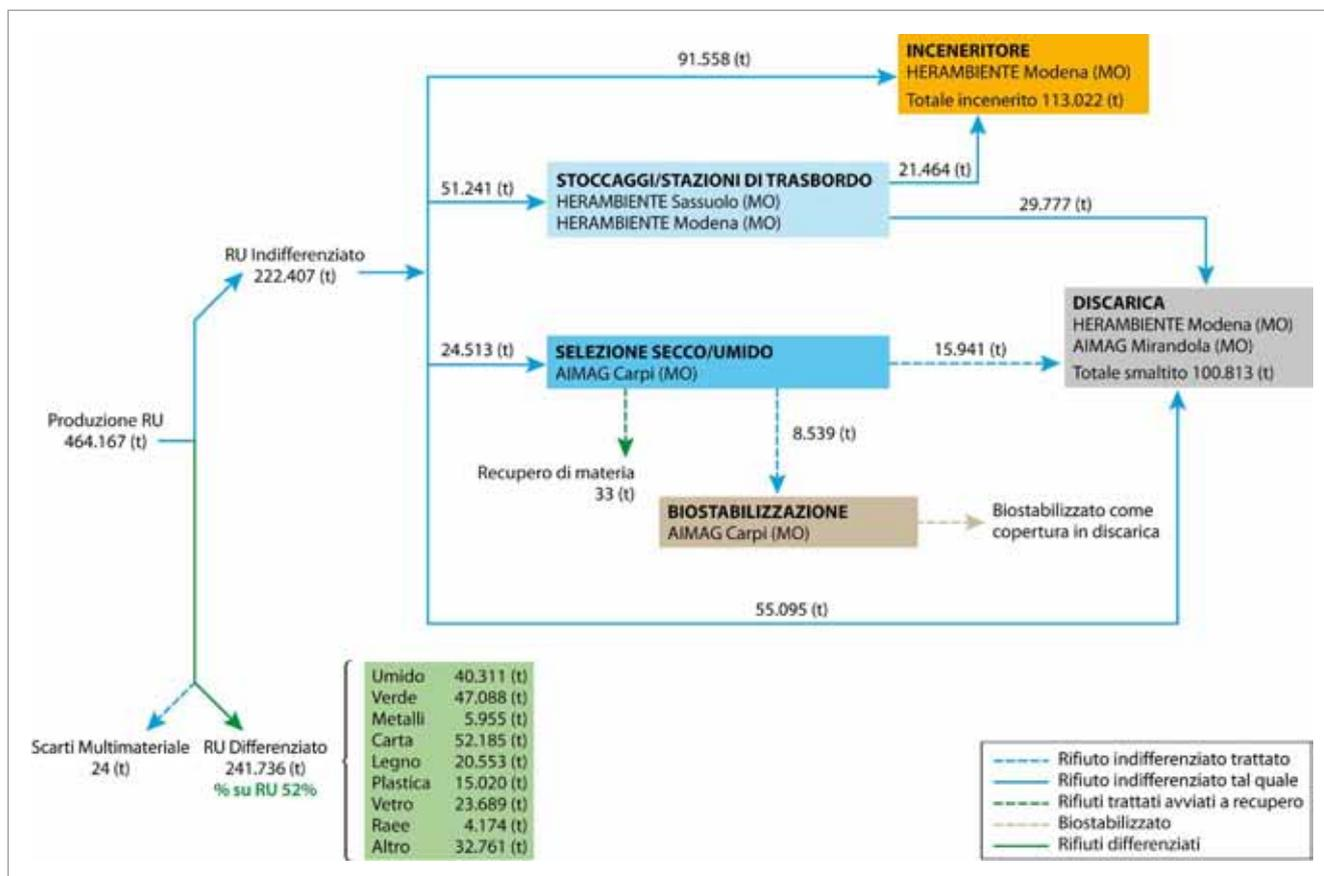 91.558 (t)
INCENERITORE
HERAMBIENTE Modena (MO)
Totale incenerito 113.022 (t)
51.241 (t)
STOCCAGGI/STAZIONI DI TRASBORDO
HERAMBIENTE Sassuolo (MO)
HERAMBIENTE Modena (MO)
21.464 (t)
29.777 (t)
RU Indifferenziato
222.407 (t)
DISCARICA
HERAMBIENTE Modena (MO)
AIMAG Mirandola (MO)
Totale smaltito 100.813 (t)
24.513 (t)
SELEZIONE SECCO/UMIDO
AIMAG Carpi (MO)
15.941 (t)
Produzione RU
464.167 (t)
8.539 (t)
Recupero di materia
33 (t)
BIOSTABILIZZAZIONE
AIMAG Carpi (MO)
Biostabilizzato come
copertura in discarica
55.095 (t)
Scarti Multimateriale
24 (t)
RU Differenziato
241.736 (t)
% su RU 52%
Umido 40.311 (t)
Verde 47.088 (t)
Metalli 5.955 (t)
Carta 52.185 (t)
Legno 20.553 (t)
Plastica 15.020 (t)
Vetro 23.689 (t)
Raee 4.174 (t)
Altro 32.761 (t)
Rifiuto indifferenziato trattato
Rifiuto indifferenziato tal quale
Rifiuti trattati avviati a recupero
Biostabilizzato
Rifiuti differenziati